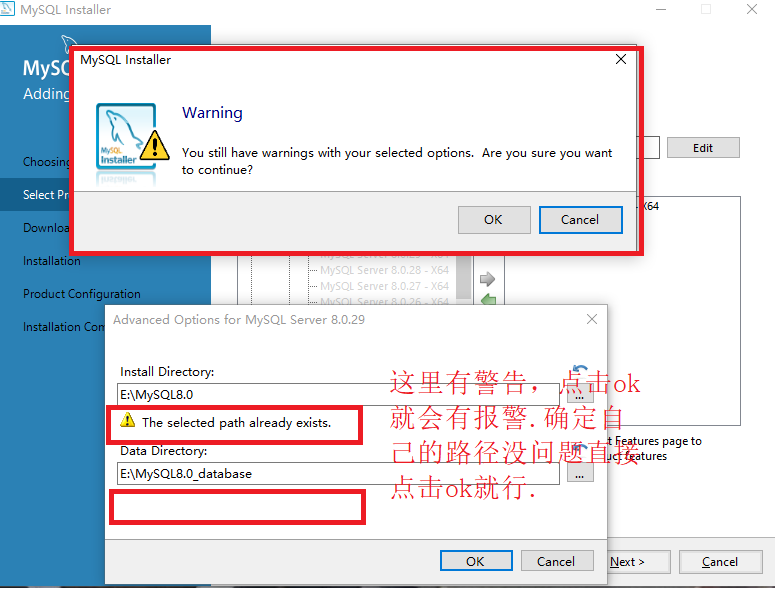 MySQL Installer
MySQL Installer
Adding
Warning
MySQL
Installer
You still have warnings with your selected options. Are you sure you want
to continue?
OK
Cancel
Edit
Choosing
Select Pr
Downloa
Installation
Product Configuration
Installation Com
X64
MySQL Server 8.0.28 - X64
MySQL Server 8.0.27 - X64
MySQL Server 8.0.26 - X64
Advanced Options for MySQL Server 8.0.29
Install Directory:
E:\MySQL8.0
...
The selected path already exists.
Data Directory:
E:\MySQL8.0_database
...
OK
Cancel
这里有警告，点击ok
就会有报警.确定自
己的路径没问题直接
点击ok就行.
t Features page to
uct features
Next >
Cancel